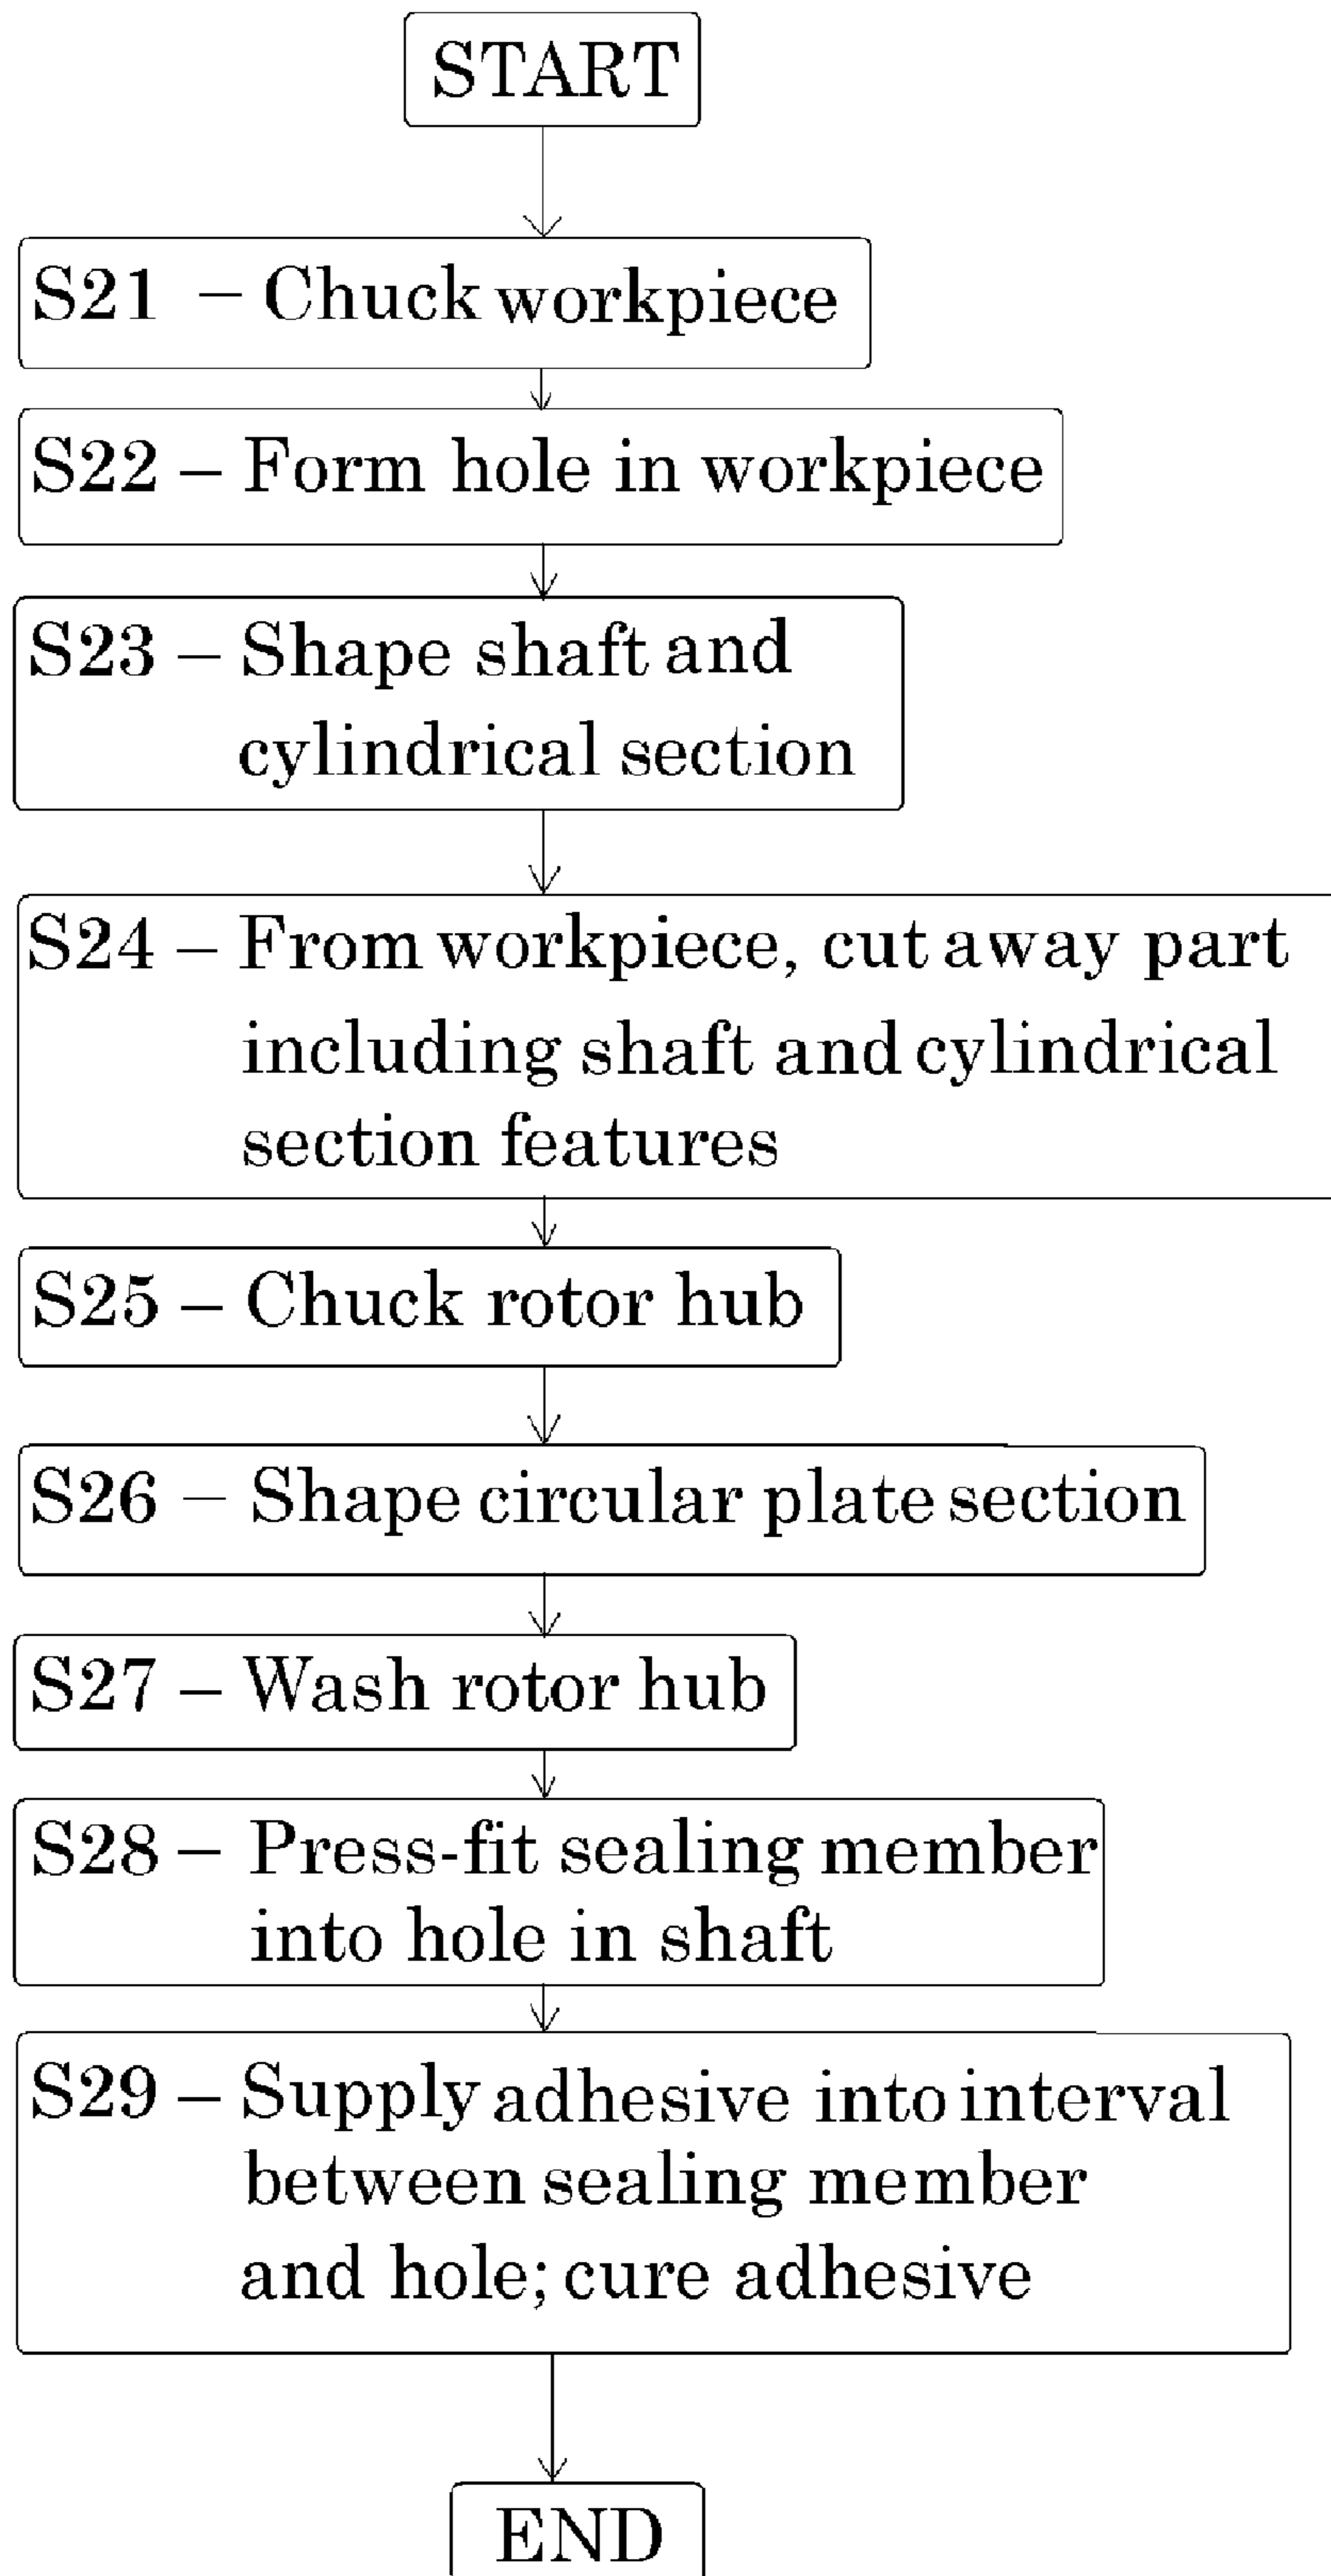 START
S21 – Chuck workpiece
S22 – Form hole in workpiece
S23 – Shape shaft and
cylindrical section
S24 – From workpiece, cut away part
including shaft and cylindrical
section features
S25 – Chuck rotor hub
S26 – Shape circular plate section
S27 – Wash rotor hub
S28 – Press-fit sealing member
into hole in shaft
S29 – Supply adhesive into interval
between sealing member
and hole; cure adhesive
END